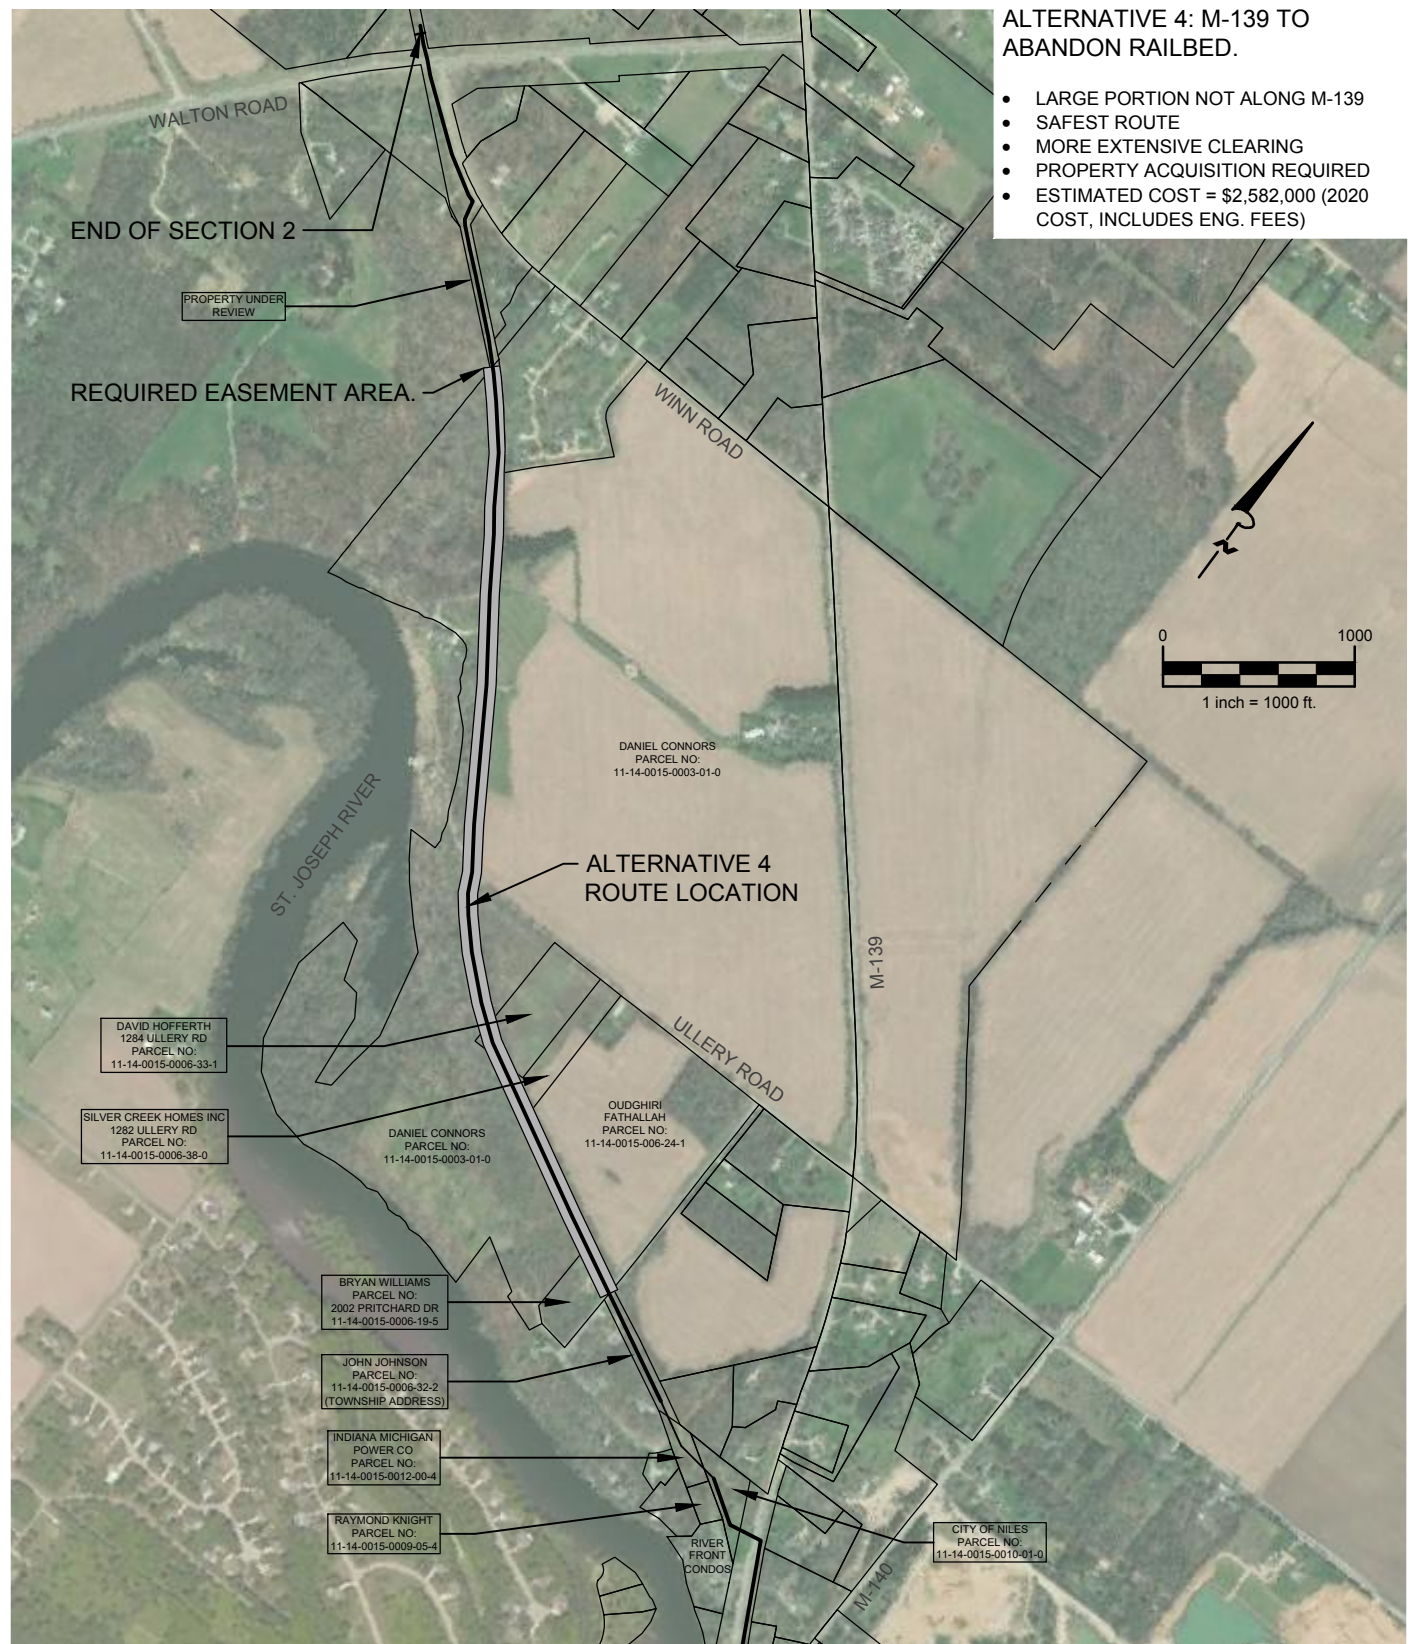 ALTERNATIVE 4: M-139 TO
ABANDON RAILBED.
• LARGE PORTION NOT ALONG M-139
• SAFEST ROUTE
• MORE EXTENSIVE CLEARING
• PROPERTY ACQUISITION REQUIRED
• ESTIMATED COST = $2,582,000 (2020
COST, INCLUDES ENG. FEES)
WALTON ROAD
END OF SECTION 2
PROPERTY UNDER
REVIEW
REQUIRED EASEMENT AREA.
WINN ROAD
N
0 1000
1 inch = 1000 ft.
DANIEL CONNORS
PARCEL NO:
11-14-0015-0003-01-0
ST. JOSEPH RIVER
ALTERNATIVE 4
ROUTE LOCATION
M-139
DAVID HOFFERTH
1284 ULLERY RD
PARCEL NO:
11-14-0015-0006-33-1
ULLERY ROAD
SILVER CREEK HOMES INC
1282 ULLERY RD
PARCEL NO:
11-14-0015-0006-38-0
DANIEL CONNORS
PARCEL NO:
11-14-0015-0003-01-0
OUDGHIRI
FATHALLAH
PARCEL NO:
11-14-0015-006-24-1
BRYAN WILLIAMS
PARCEL NO:
2002 PRITCHARD DR
11-14-0015-0006-19-5
JOHN JOHNSON
PARCEL NO:
11-14-0015-0006-32-2
(TOWNSHIP ADDRESS)
INDIANA MICHIGAN
POWER CO
PARCEL NO:
11-14-0015-0012-00-4
RAYMOND KNIGHT
PARCEL NO:
11-14-0015-0009-05-4
RIVER
FRONT
CONDOS
CITY OF NILES
PARCEL NO:
11-14-0015-0010-01-0
M-140